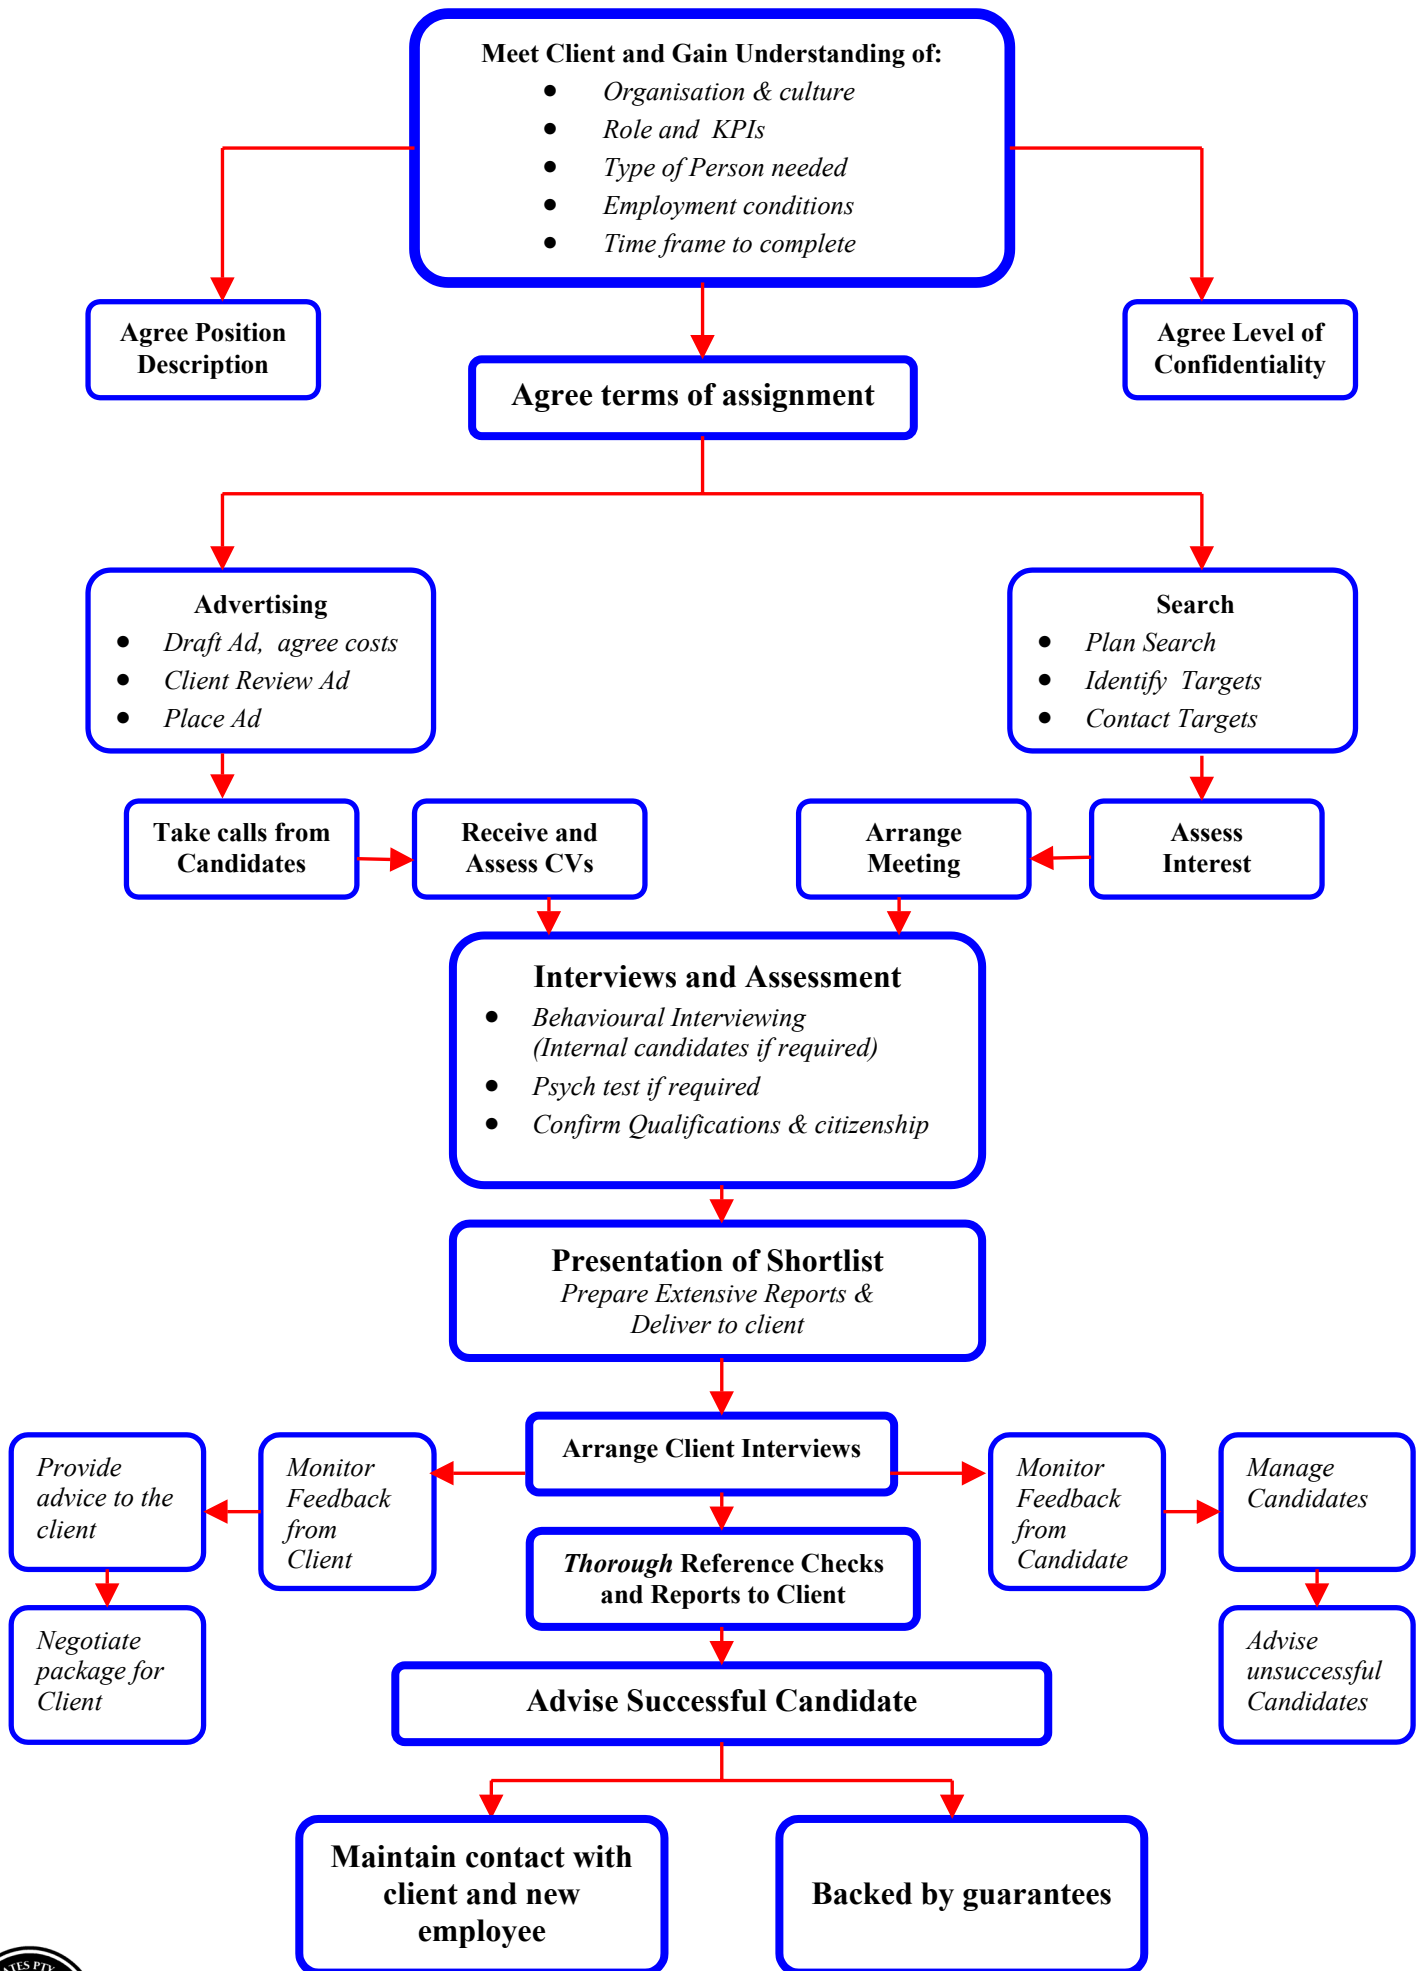 Meet Client and Gain Understanding of:
• Organisation & culture
• Role and KPIs
• Type of Person needed
• Employment conditions
• Time frame to complete
Agree Position
Description
Agree Level of
Confidentiality
Agree terms of assignment
Advertising
• Draft Ad, agree costs
• Client Review Ad
• Place Ad
Search
• Plan Search
• Identify Targets
• Contact Targets
Take calls from
Candidates
Receive and
Assess CVs
Arrange
Meeting
Assess
Interest
Interviews and Assessment
• Behavioural Interviewing
(Internal candidates if required)
• Psych test if required
• Confirm Qualifications & citizenship
Presentation of Shortlist
Prepare Extensive Reports &
Deliver to client
Arrange Client Interviews
Provide
advice to the
client
Monitor
Feedback
from
Client
Monitor
Feedback
from
Candidate
Manage
Candidates
Thorough Reference Checks
and Reports to Client
Negotiate
package for
Client
Advise
unsuccessful
Candidates
Advise Successful Candidate
Maintain contact with
client and new
employee
Backed by guarantees